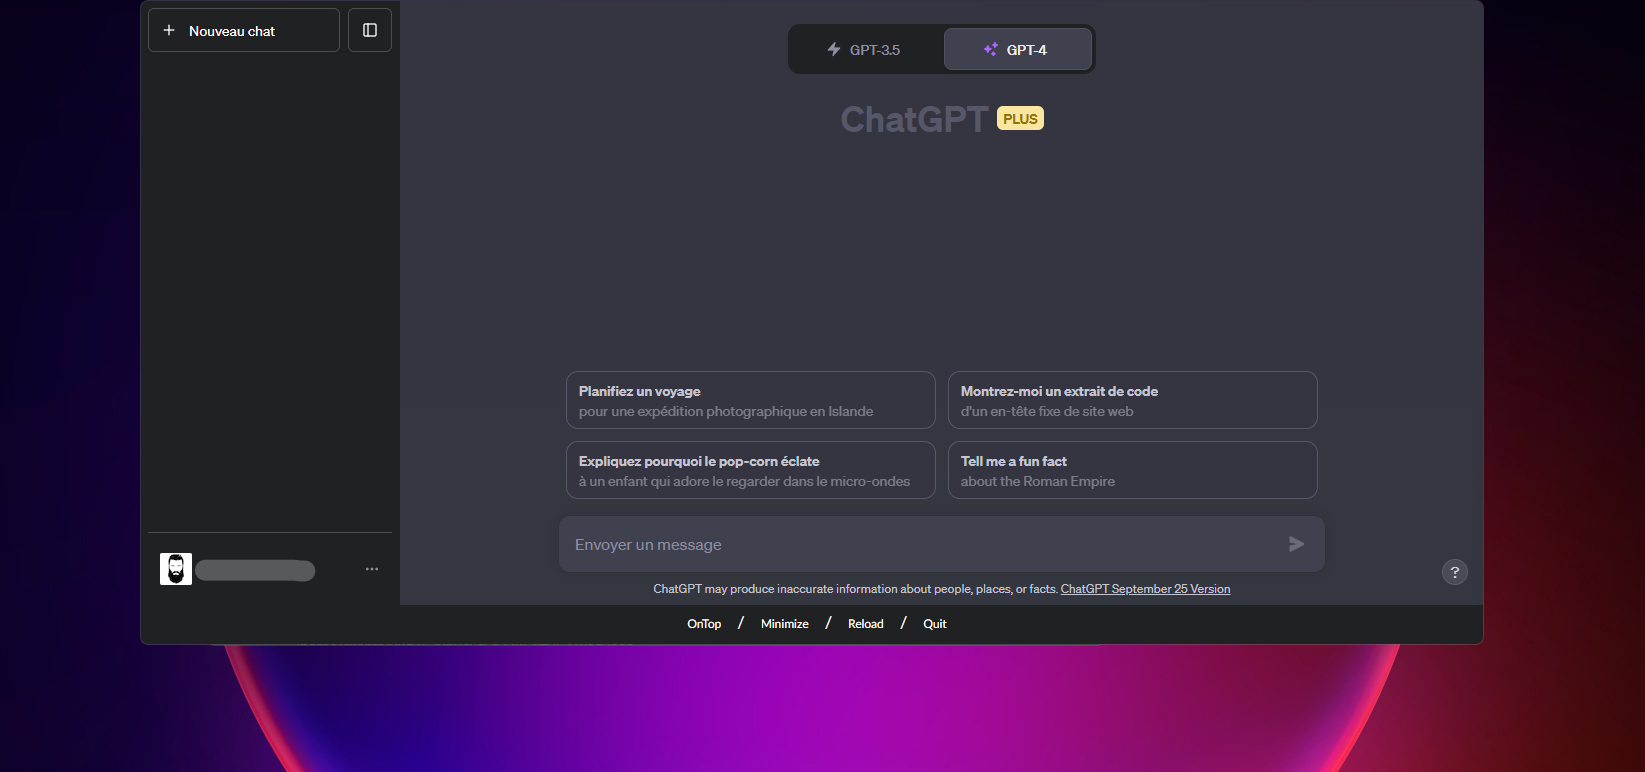 Nouveau chat
GPT-3.5
GPT-4
ChatGPT PLUS
Planifiez un voyage
pour une expédition photographique en Islande
Montrez-moi un extrait de code
d'un en-tête fixe de site web
Expliquez pourquoi le pop-corn éclate
à un enfant qui adore le regarder dans le micro-ondes
Tell me a fun fact
about the Roman Empire
Envoyer un message
ChatGPT may produce inaccurate information about people, places, or facts. ChatGPT September 25 Version
?
OnTop / Minimize / Reload / Quit